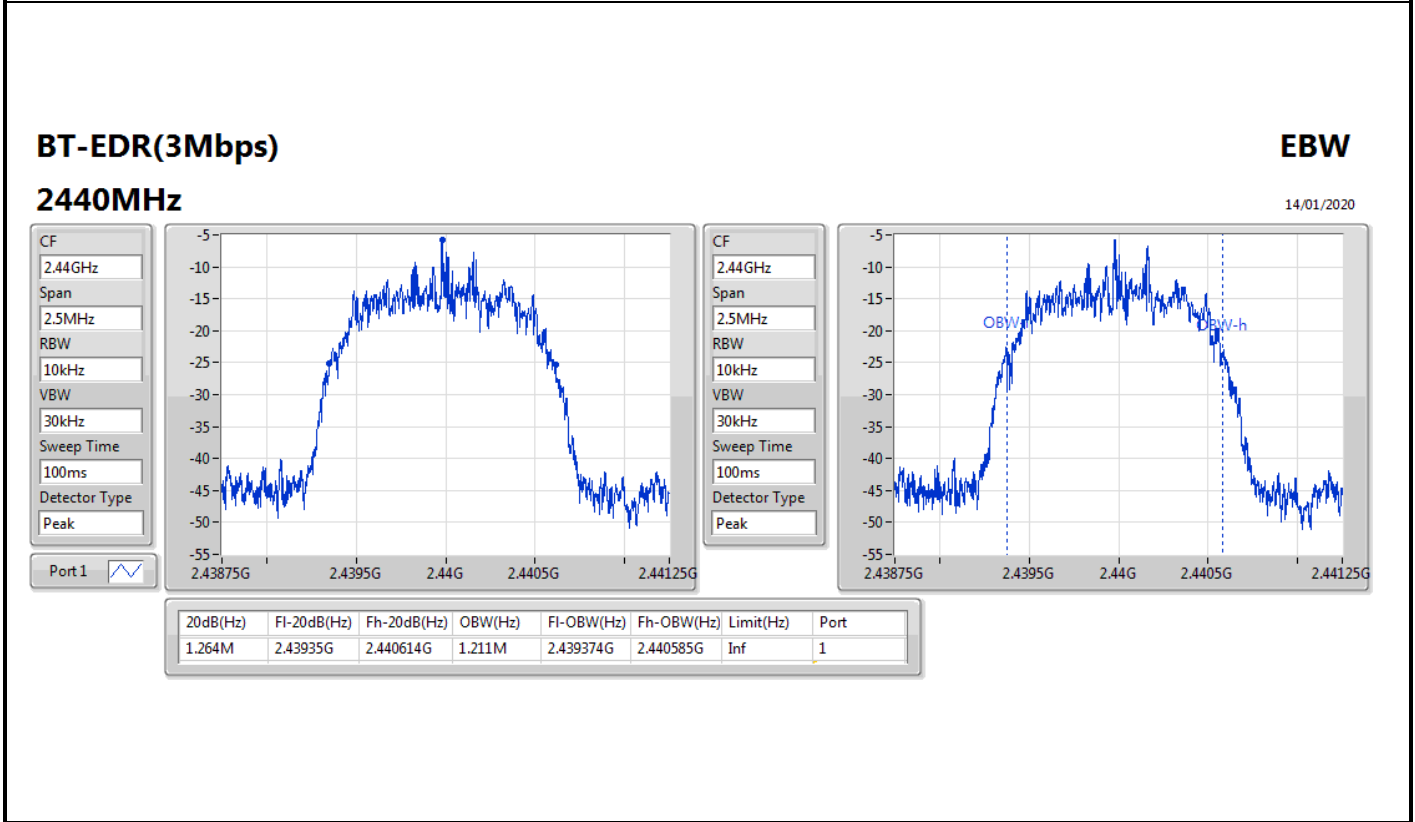 BT-EDR(3Mbps)
EBW
2440MHz
14/01/2020
CF
2.44GHz
Span
2.5MHz
RBW
10kHz
VBW
30kHz
Sweep Time
100ms
Detector Type
Peak
Port 1
-5
-10
-15
-20
-25
-30
-35
-40
-45
-50
-55
2.43875G 2.4395G 2.44G 2.4405G 2.44125G
CF
2.44GHz
Span
2.5MHz
RBW
10kHz
VBW
30kHz
Sweep Time
100ms
Detector Type
Peak
-5
-10
-15
-20
-25
-30
-35
-40
-45
-50
-55
OBW-h
2.43875G 2.4395G 2.44G 2.4405G 2.44125G
20dB(Hz) Fl-20dB(Hz) Fh-20dB(Hz) OBW(Hz) Fl-OBW(Hz) Fh-OBW(Hz) Limit(Hz) Port
1.264M 2.43935G 2.440614G 1.211M 2.439374G 2.440585G Inf 1